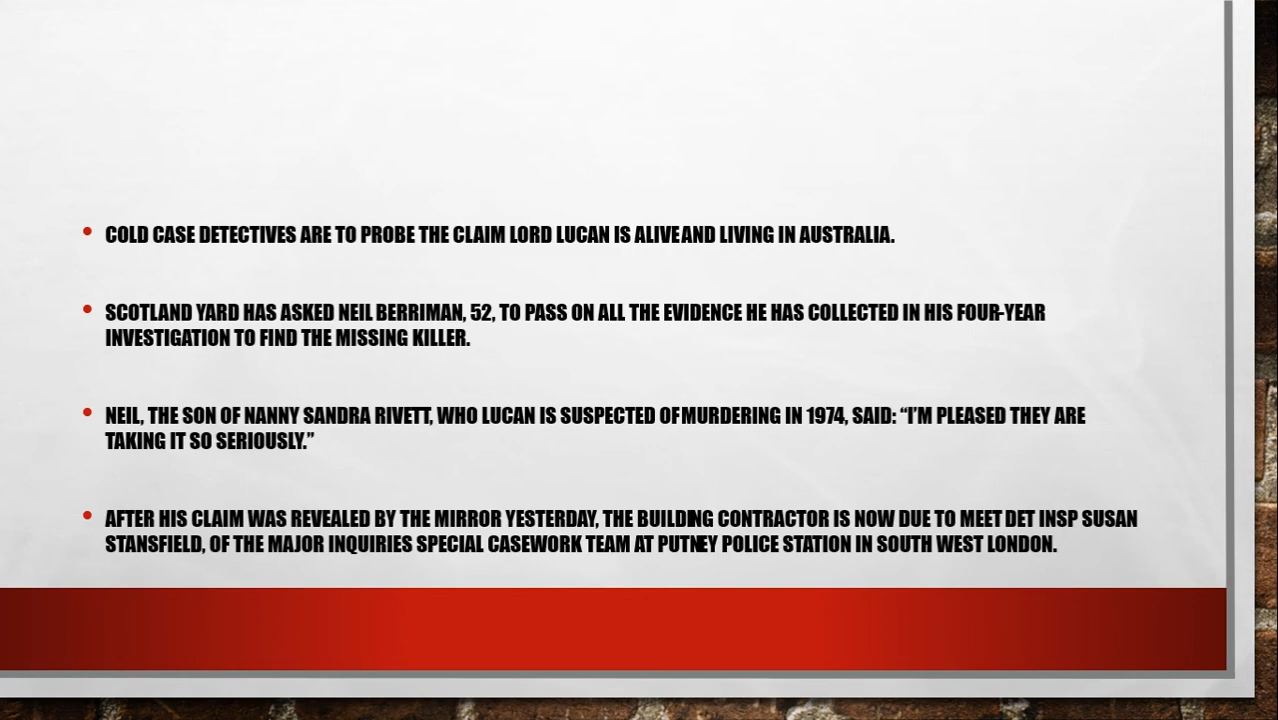 • COLD CASE DETECTIVES ARE TO PROBE THE CLAIM LORD LUCAN IS ALIVE AND LIVING IN AUSTRALIA.
• SCOTLAND YARD HAS ASKED NEIL BERRIMAN, 52, TO PASS ON ALL THE EVIDENCE HE HAS COLLECTED IN HIS FOUR-YEAR
INVESTIGATION TO FIND THE MISSING KILLER.
• NEIL, THE SON OF NANNY SANDRA RIVETT, WHO LUCAN IS SUSPECTED OF MURDERING IN 1974, SAID: “I’M PLEASED THEY ARE
TAKING IT SO SERIOUSLY.”
• AFTER HIS CLAIM WAS REVEALED BY THE MIRROR YESTERDAY, THE BUILDING CONTRACTOR IS NOW DUE TO MEET DET INSP SUSAN
STANSFIELD, OF THE MAJOR INQUIRIES SPECIAL CASEWORK TEAM AT PUTNEY POLICE STATION IN SOUTH WEST LONDON.